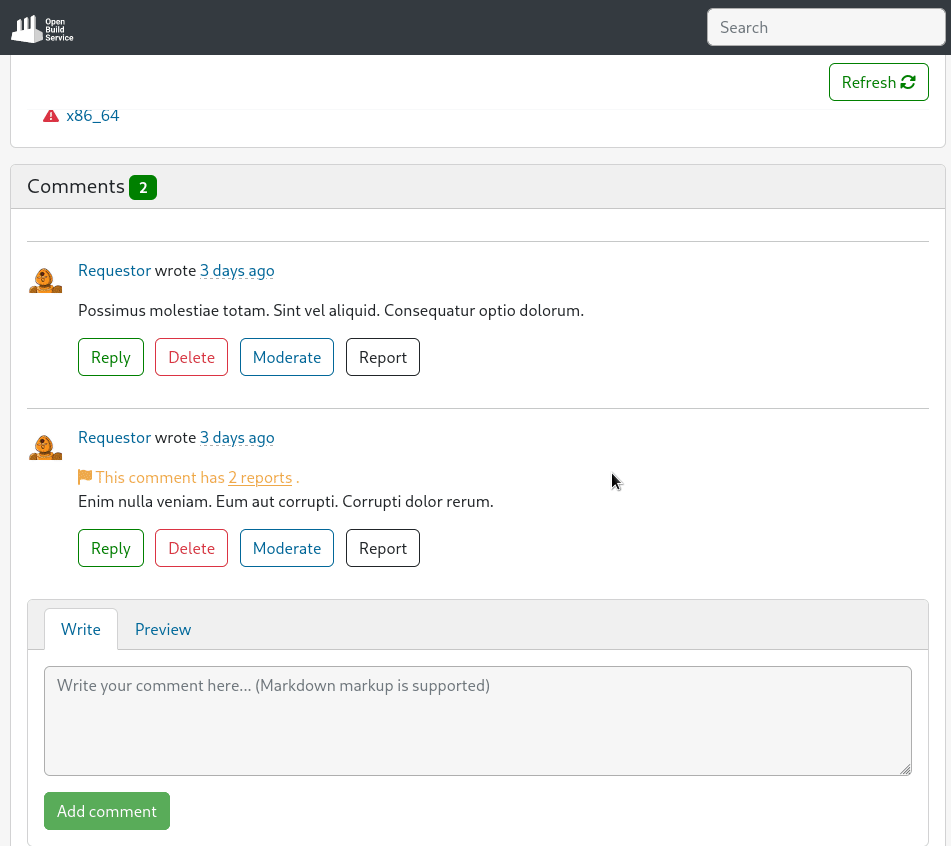 Open
Build
Service
Search
Refresh
x86_64
Comments 2
Requestor wrote 3 days ago
Possimus molestiae totam. Sint vel aliquid. Consequatur optio dolorum.
Reply Delete Moderate Report
Requestor wrote 3 days ago
This comment has 2 reports .
Enim nulla veniam. Eum aut corrupti. Corrupti dolor rerum.
Reply Delete Moderate Report
Write Preview
Write your comment here... (Markdown markup is supported)
Add comment